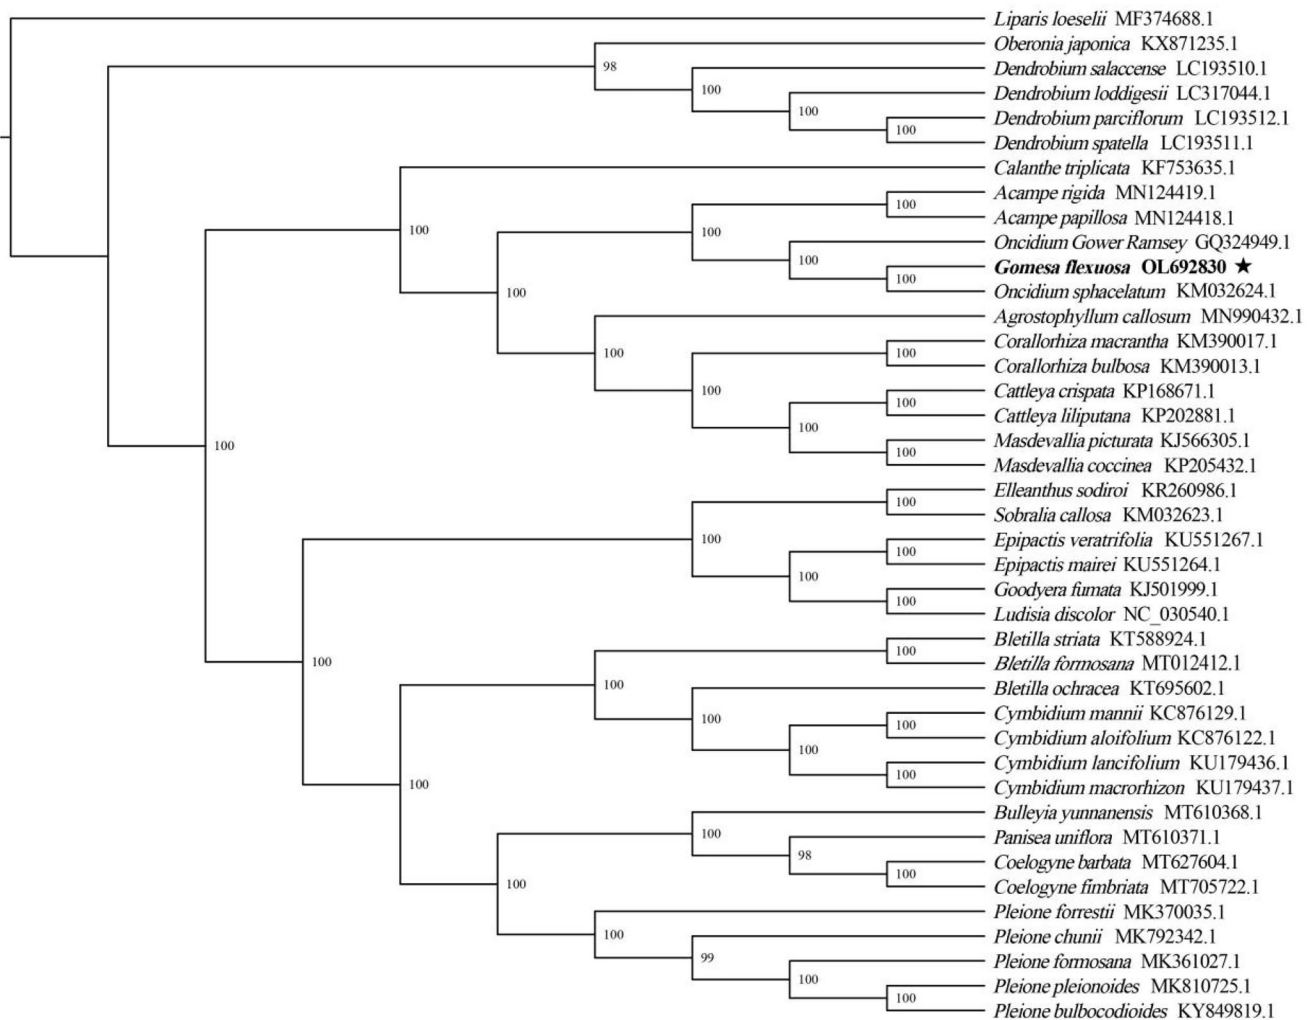 Liparis loeselii MF374688.1
Oberonia japonica KX871235.1
98
Dendrobium salaccense LC193510.1
100
Dendrobium loddigesii LC317044.1
100
Dendrobium parciflorum LC193512.1
100
Dendrobium spatella LC193511.1
Calanthe triplicata KF753635.1
Acampe rigida MN124419.1
100
Acampe papillosa MN124418.1
100
100
Oncidium Gower Ramsey GQ324949.1
100
Gomesa flexuosa OL692830 ★
100
Oncidium sphacelatum KM032624.1
100
Agrostophyllum callosum MN990432.1
Corallorhiza macrantha KM390017.1
100
100
Corallorhiza bulbosa KM390013.1
100
Cattleya crispata KP168671.1
100
Cattleya liliputana KP202881.1
100
Masdevallia picturata KJ566305.1
100
100
Masdevallia coccinea KP205432.1
Elleanthus sodiroi KR260986.1
100
Sobralia callosa KM032623.1
100
Epipactis veratrifolia KU551267.1
100
Epipactis mairei KU551264.1
100
Goodyera fumata KJ501999.1
100
Ludisia discolor NC_030540.1
Bletilla striata KT588924.1
100
Bletilla formosana MT012412.1
100
100
Bletilla ochracea KT695602.1
Cymbidium mannii KC876129.1
100
100
Cymbidium aloifolium KC876122.1
100
Cymbidium lancifolium KU179436.1
100
100
Cymbidium macrorhizon KU179437.1
Bulleyia yunnanensis MT610368.1
100
Panisea uniflora MT610371.1
98
Coelogyne barbata MT627604.1
100
100
Coelogyne fimbriata MT705722.1
Pleione forrestii MK370035.1
100
Pleione chunii MK792342.1
99
Pleione formosana MK361027.1
100
Pleione pleionoides MK810725.1
100
Pleione bulbocodioides KY849819.1